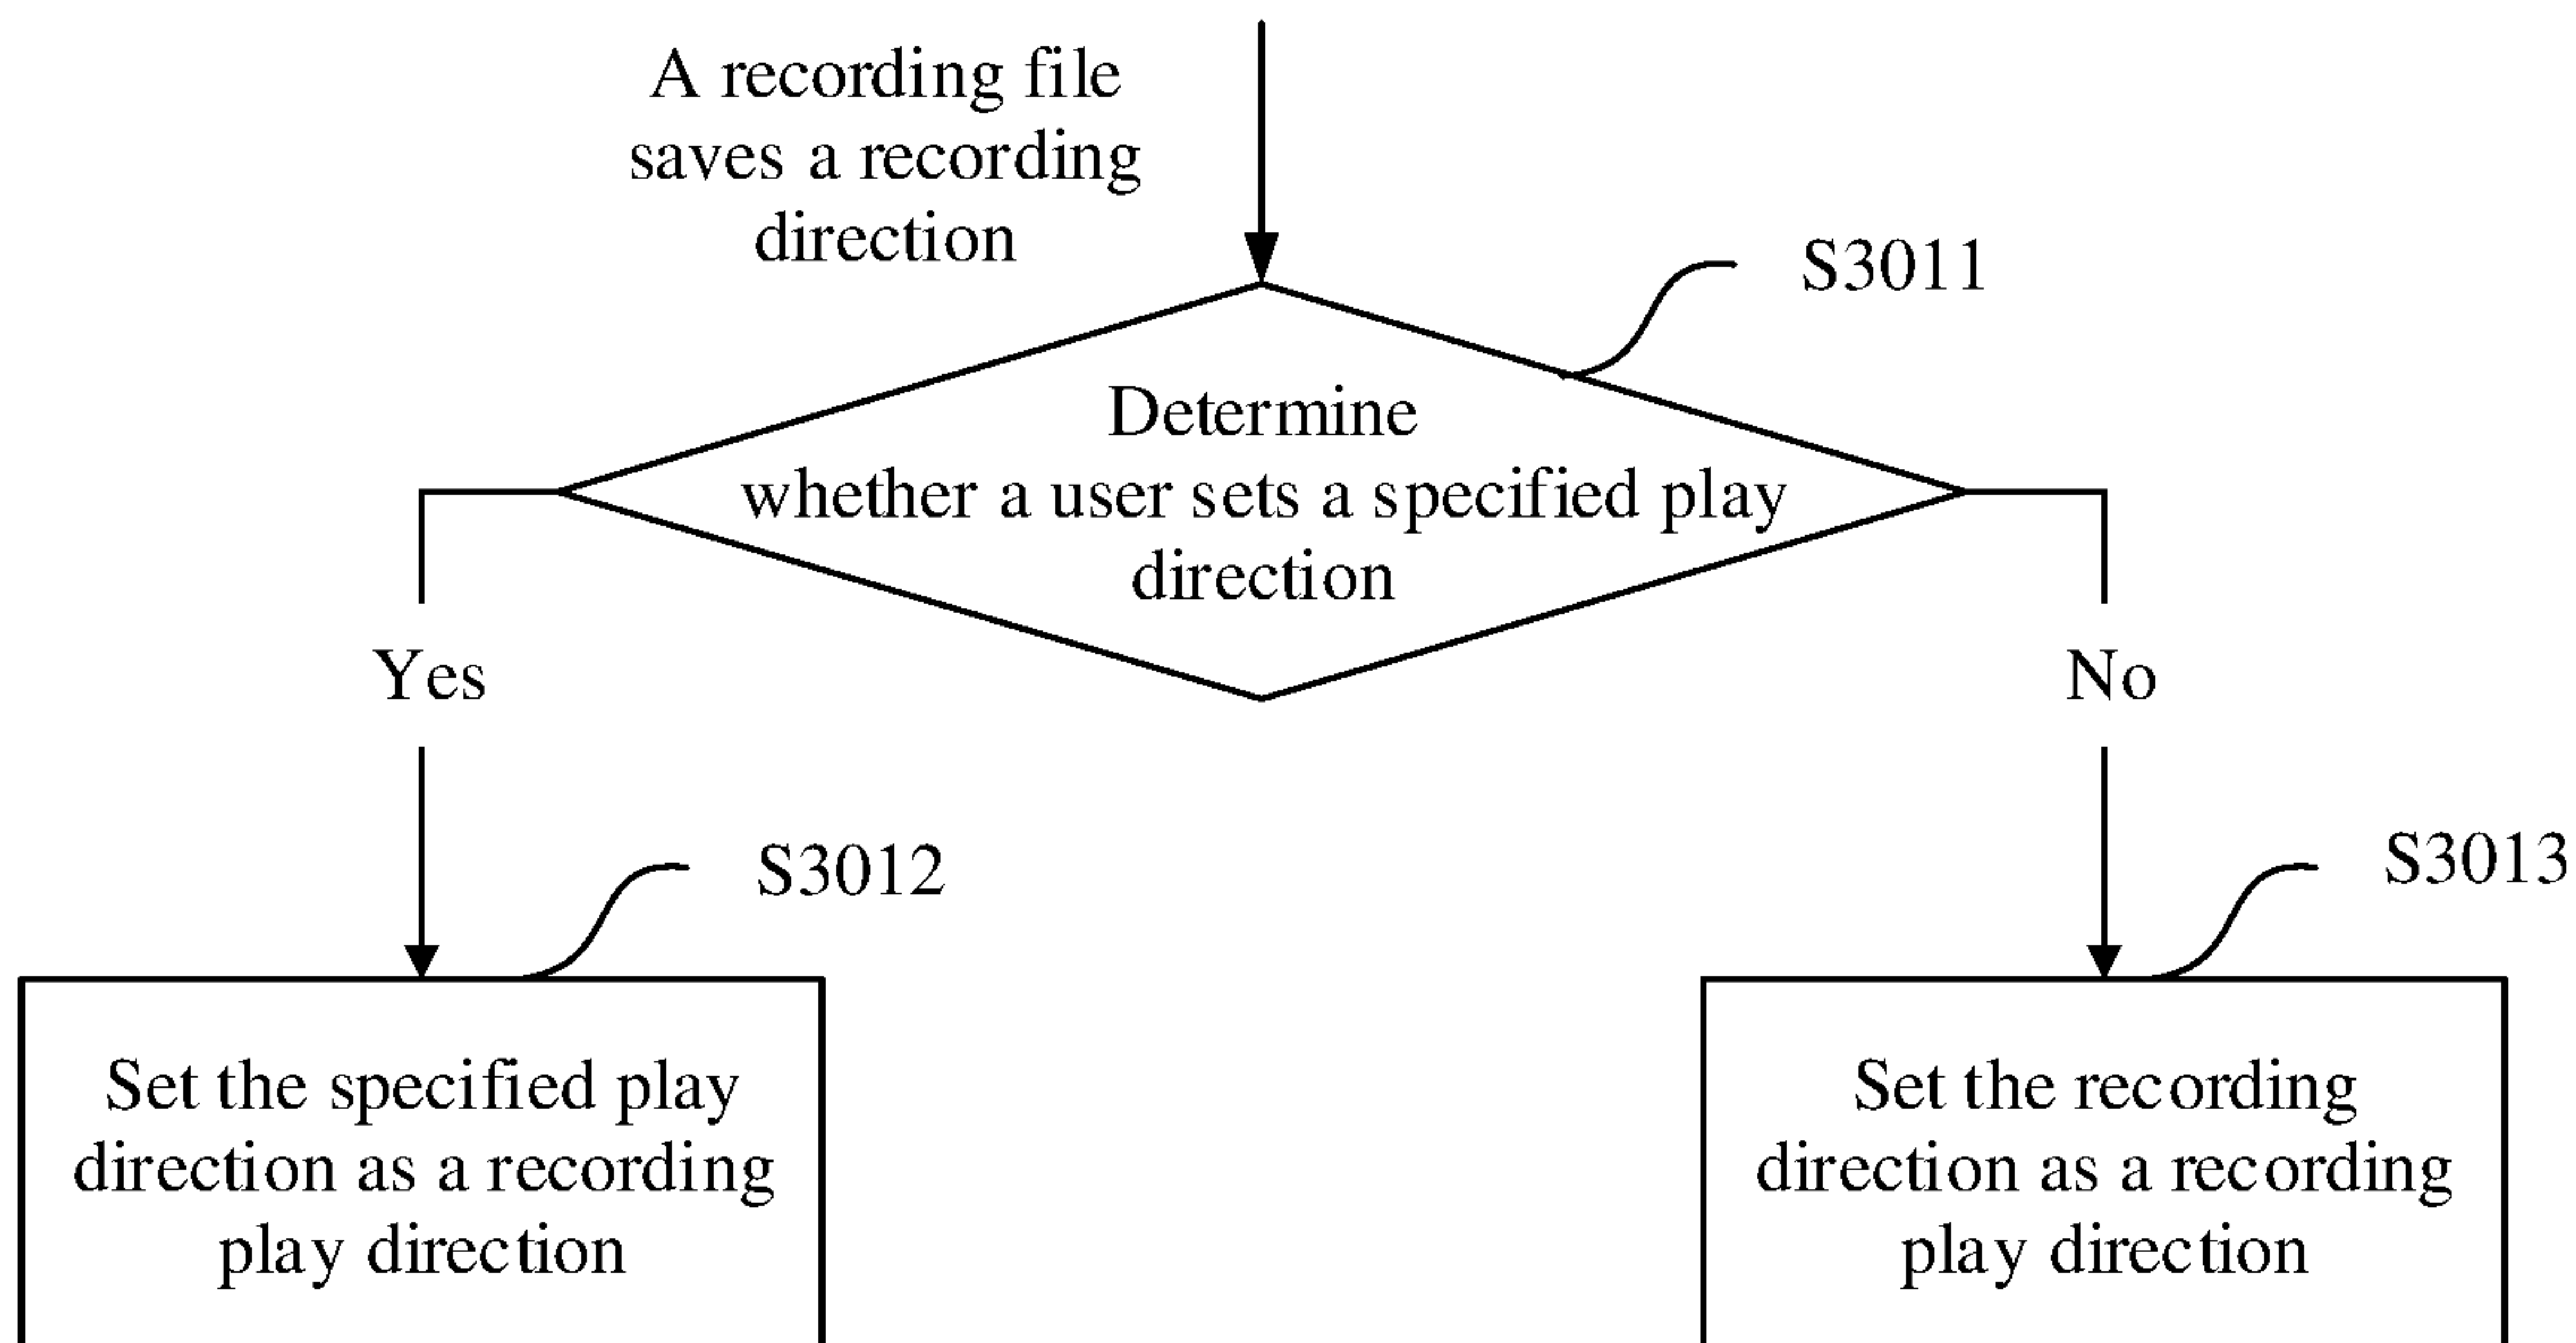 A recording file
saves a recording
direction
S3011
Determine
whether a user sets a specified play
direction
Yes
No
S3012
S3013
Set the specified play
direction as a recording
play direction
Set the recording
direction as a recording
play direction